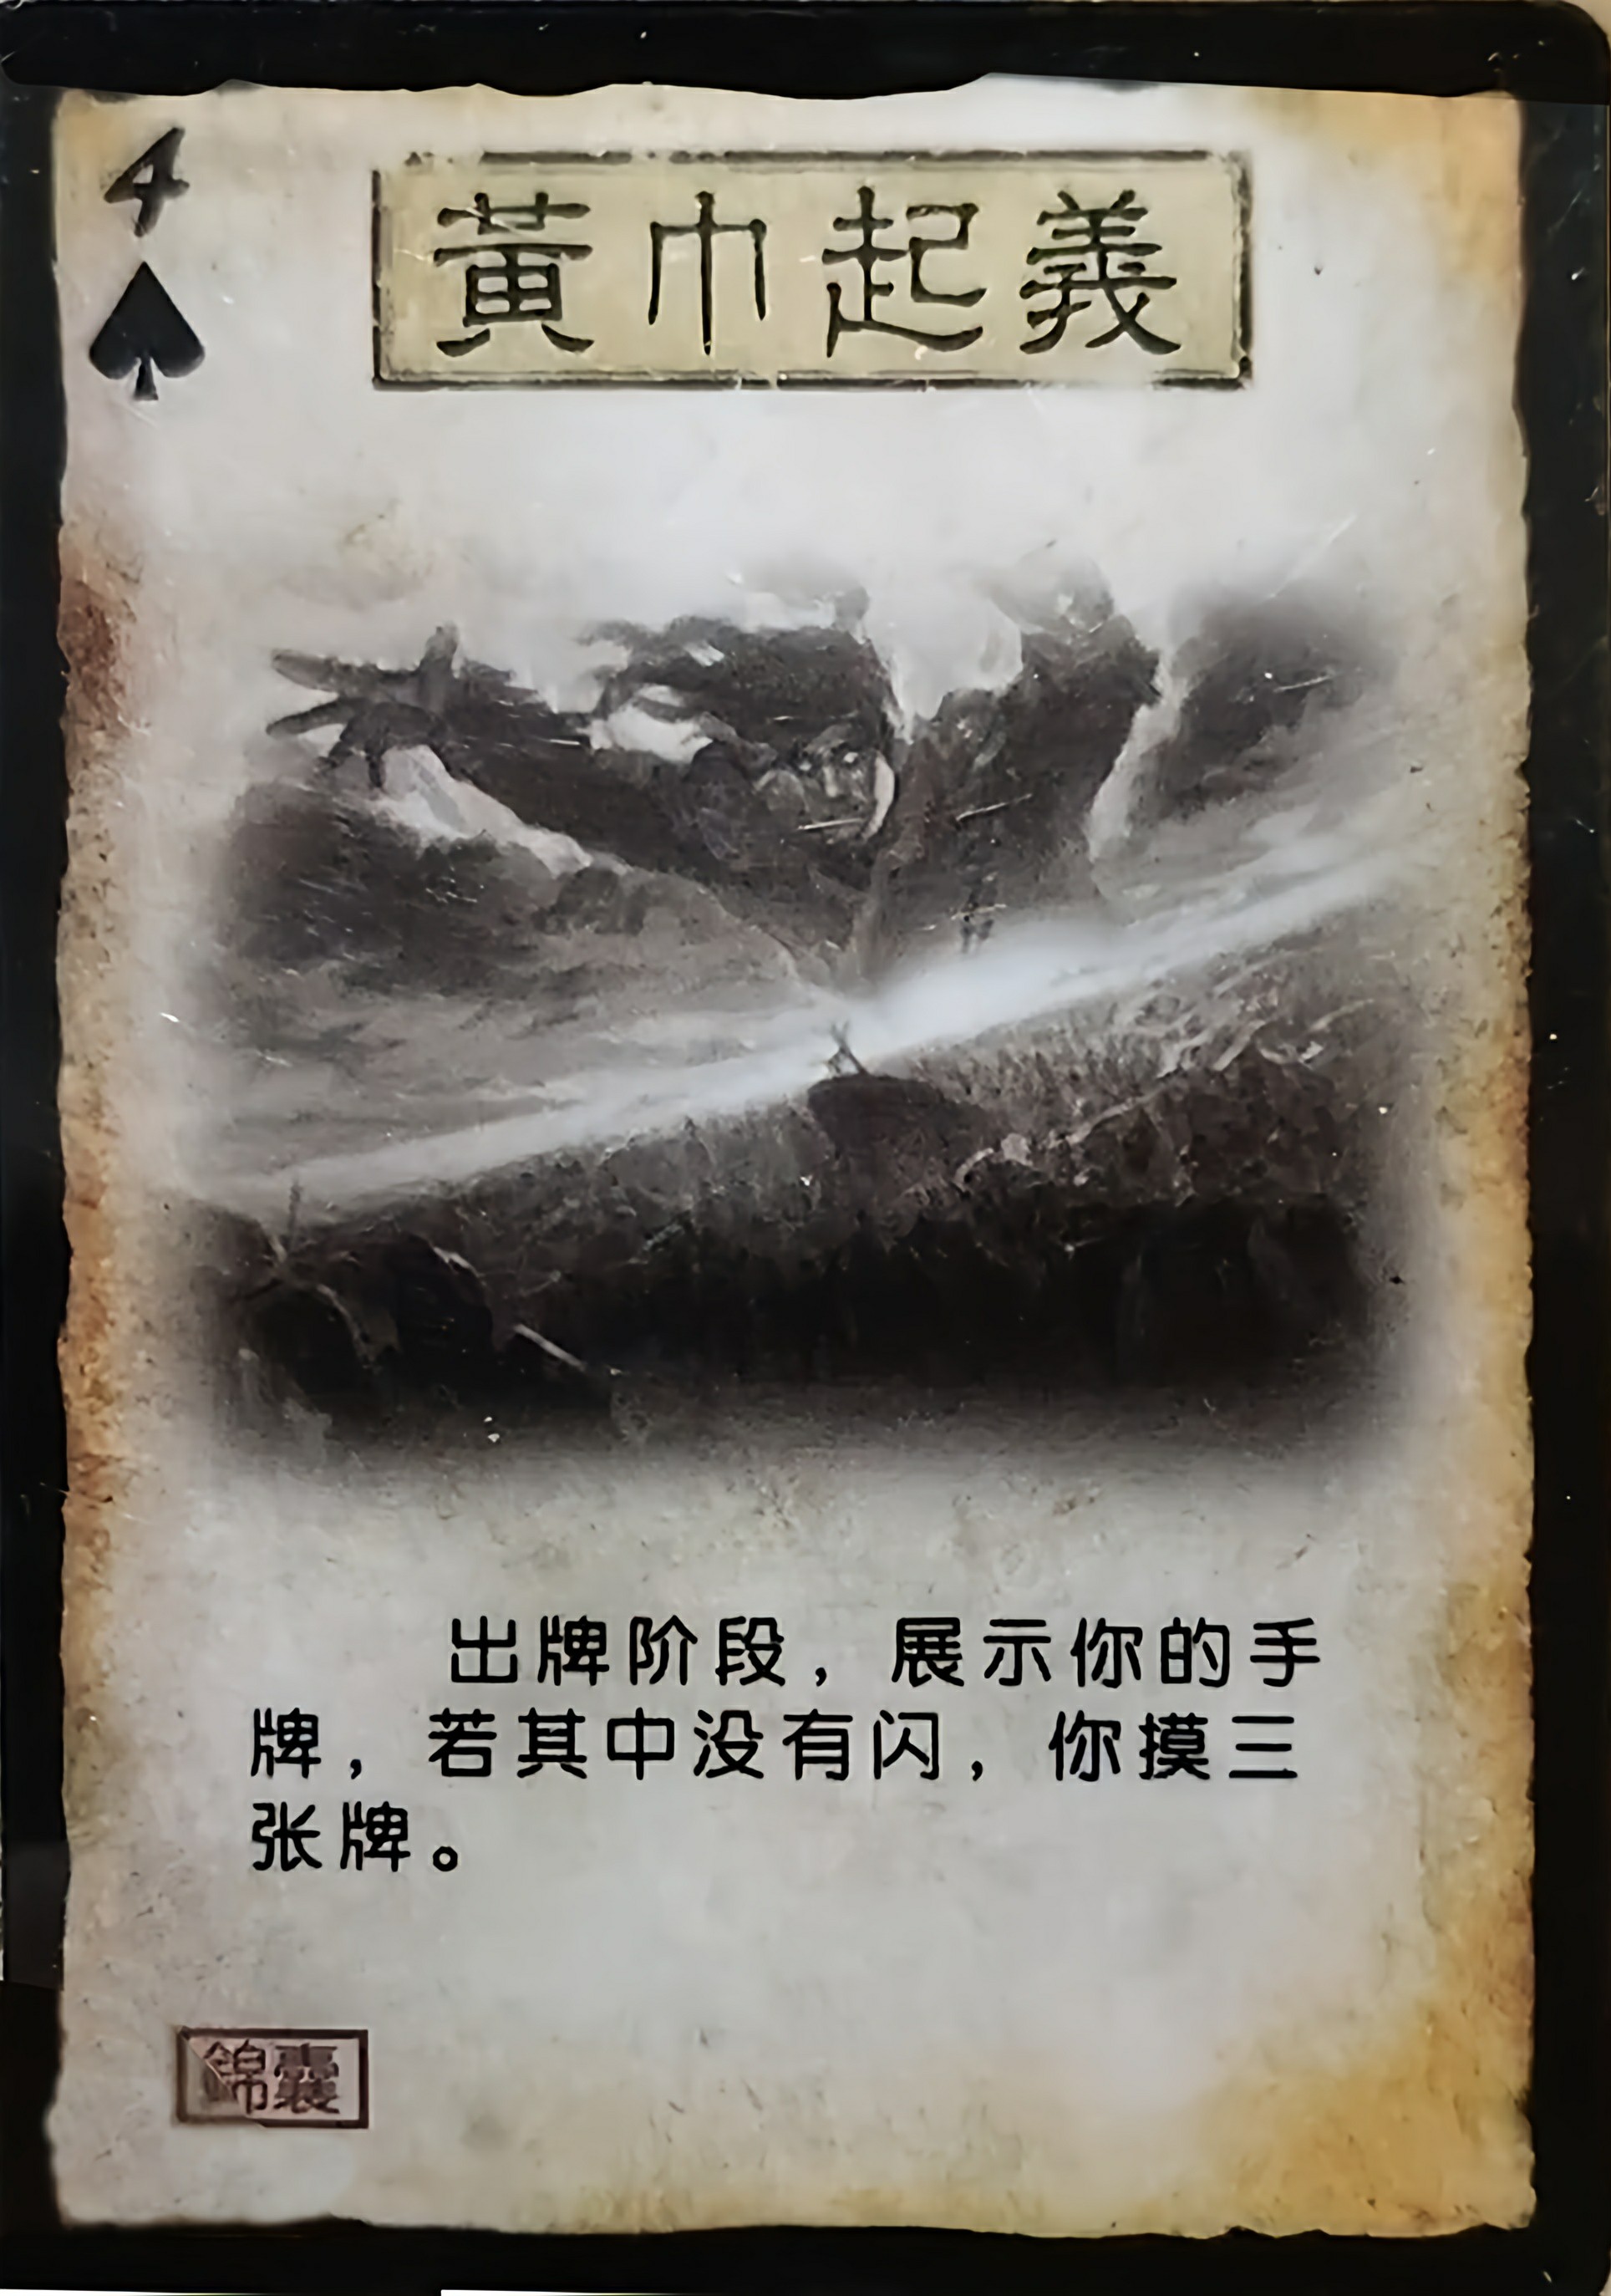 4
黃巾起義
出牌阶段，展示你的手
牌，若其中没有闪，你摸三
张牌。
錦囊